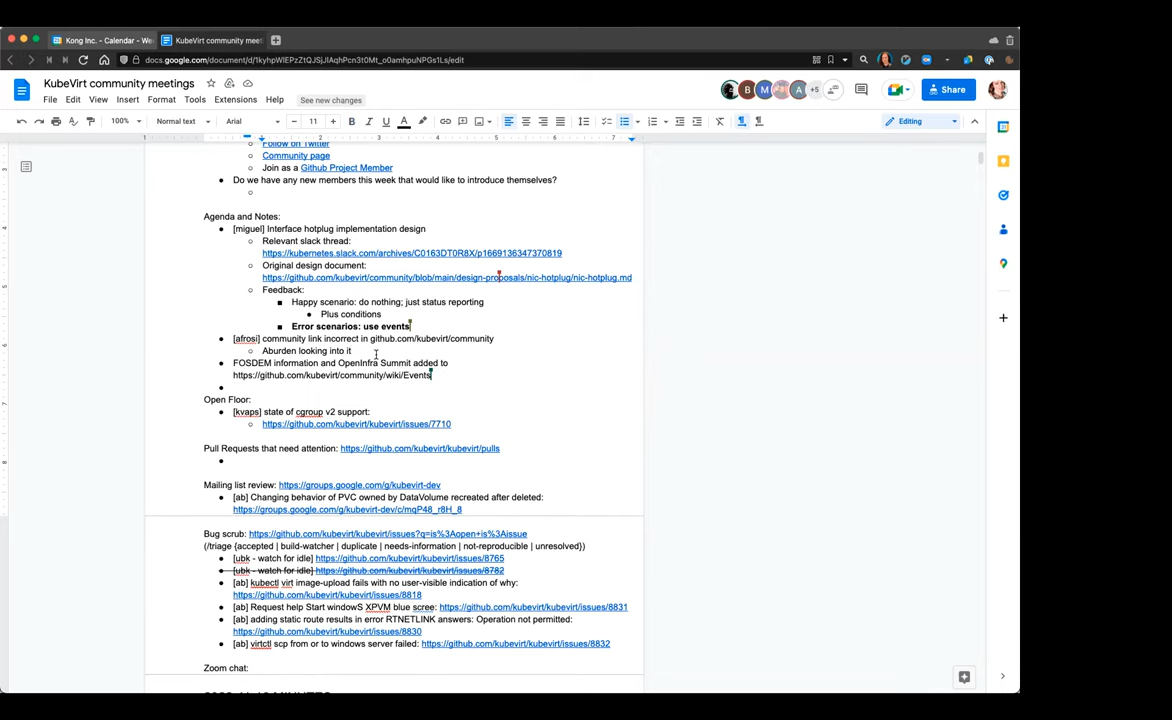 Kong Inc. - Calendar - We
KubeVirt community meet
docs.google.com/document/d/1kyhpWIEPzZtQJSjJlAqhPcn3t0Mt_o0amhpuNPGs1Ls/edit
KubeVirt community meetings
File Edit View Insert Format Tools Extensions Help See new changes
+5
Share
100% Normal text Arial 11 B I U A Editing
1 2 3 4 5 6 7
Follow on Twitter
Community page
Join as a Github Project Member
Do we have any new members this week that would like to introduce themselves?
Agenda and Notes:
[miguel] Interface hotplug implementation design
Relevant slack thread:
https://kubernetes.slack.com/archives/C0163DT0R8X/p1669136347370819
Original design document:
https://github.com/kubevirt/community/blob/main/design-proposals/nic-hotplug/nic-hotplug.md
Feedback:
Happy scenario: do nothing; just status reporting
Plus conditions
Error scenarios: use events
[afrosi] community link incorrect in github.com/kubevirt/community
Aburden looking into it
FOSDEM information and OpenInfra Summit added to
https://github.com/kubevirt/community/wiki/Events
Open Floor:
[kvaps] state of cgroup v2 support:
https://github.com/kubevirt/kubevirt/issues/7710
Pull Requests that need attention: https://github.com/kubevirt/kubevirt/pulls
Mailing list review: https://groups.google.com/g/kubevirt-dev
[ab] Changing behavior of PVC owned by DataVolume recreated after deleted:
https://groups.google.com/g/kubevirt-dev/c/mqP48_r8H_8
Bug scrub: https://github.com/kubevirt/kubevirt/issues?q=is%3Aopen+is%3Aissue
(/triage {accepted | build-watcher | duplicate | needs-information | not-reproducible | unresolved})
[ubk - watch for idle] https://github.com/kubevirt/kubevirt/issues/8765
[ubk - watch for idle] https://github.com/kubevirt/kubevirt/issues/8782
[ab] kubectl virt image-upload fails with no user-visible indication of why:
https://github.com/kubevirt/kubevirt/issues/8818
[ab] Request help Start windowS XPVM blue scree: https://github.com/kubevirt/kubevirt/issues/8831
[ab] adding static route results in error RTNETLINK answers: Operation not permitted:
https://github.com/kubevirt/kubevirt/issues/8830
[ab] virtctl scp from or to windows server failed: https://github.com/kubevirt/kubevirt/issues/8832
Zoom chat: